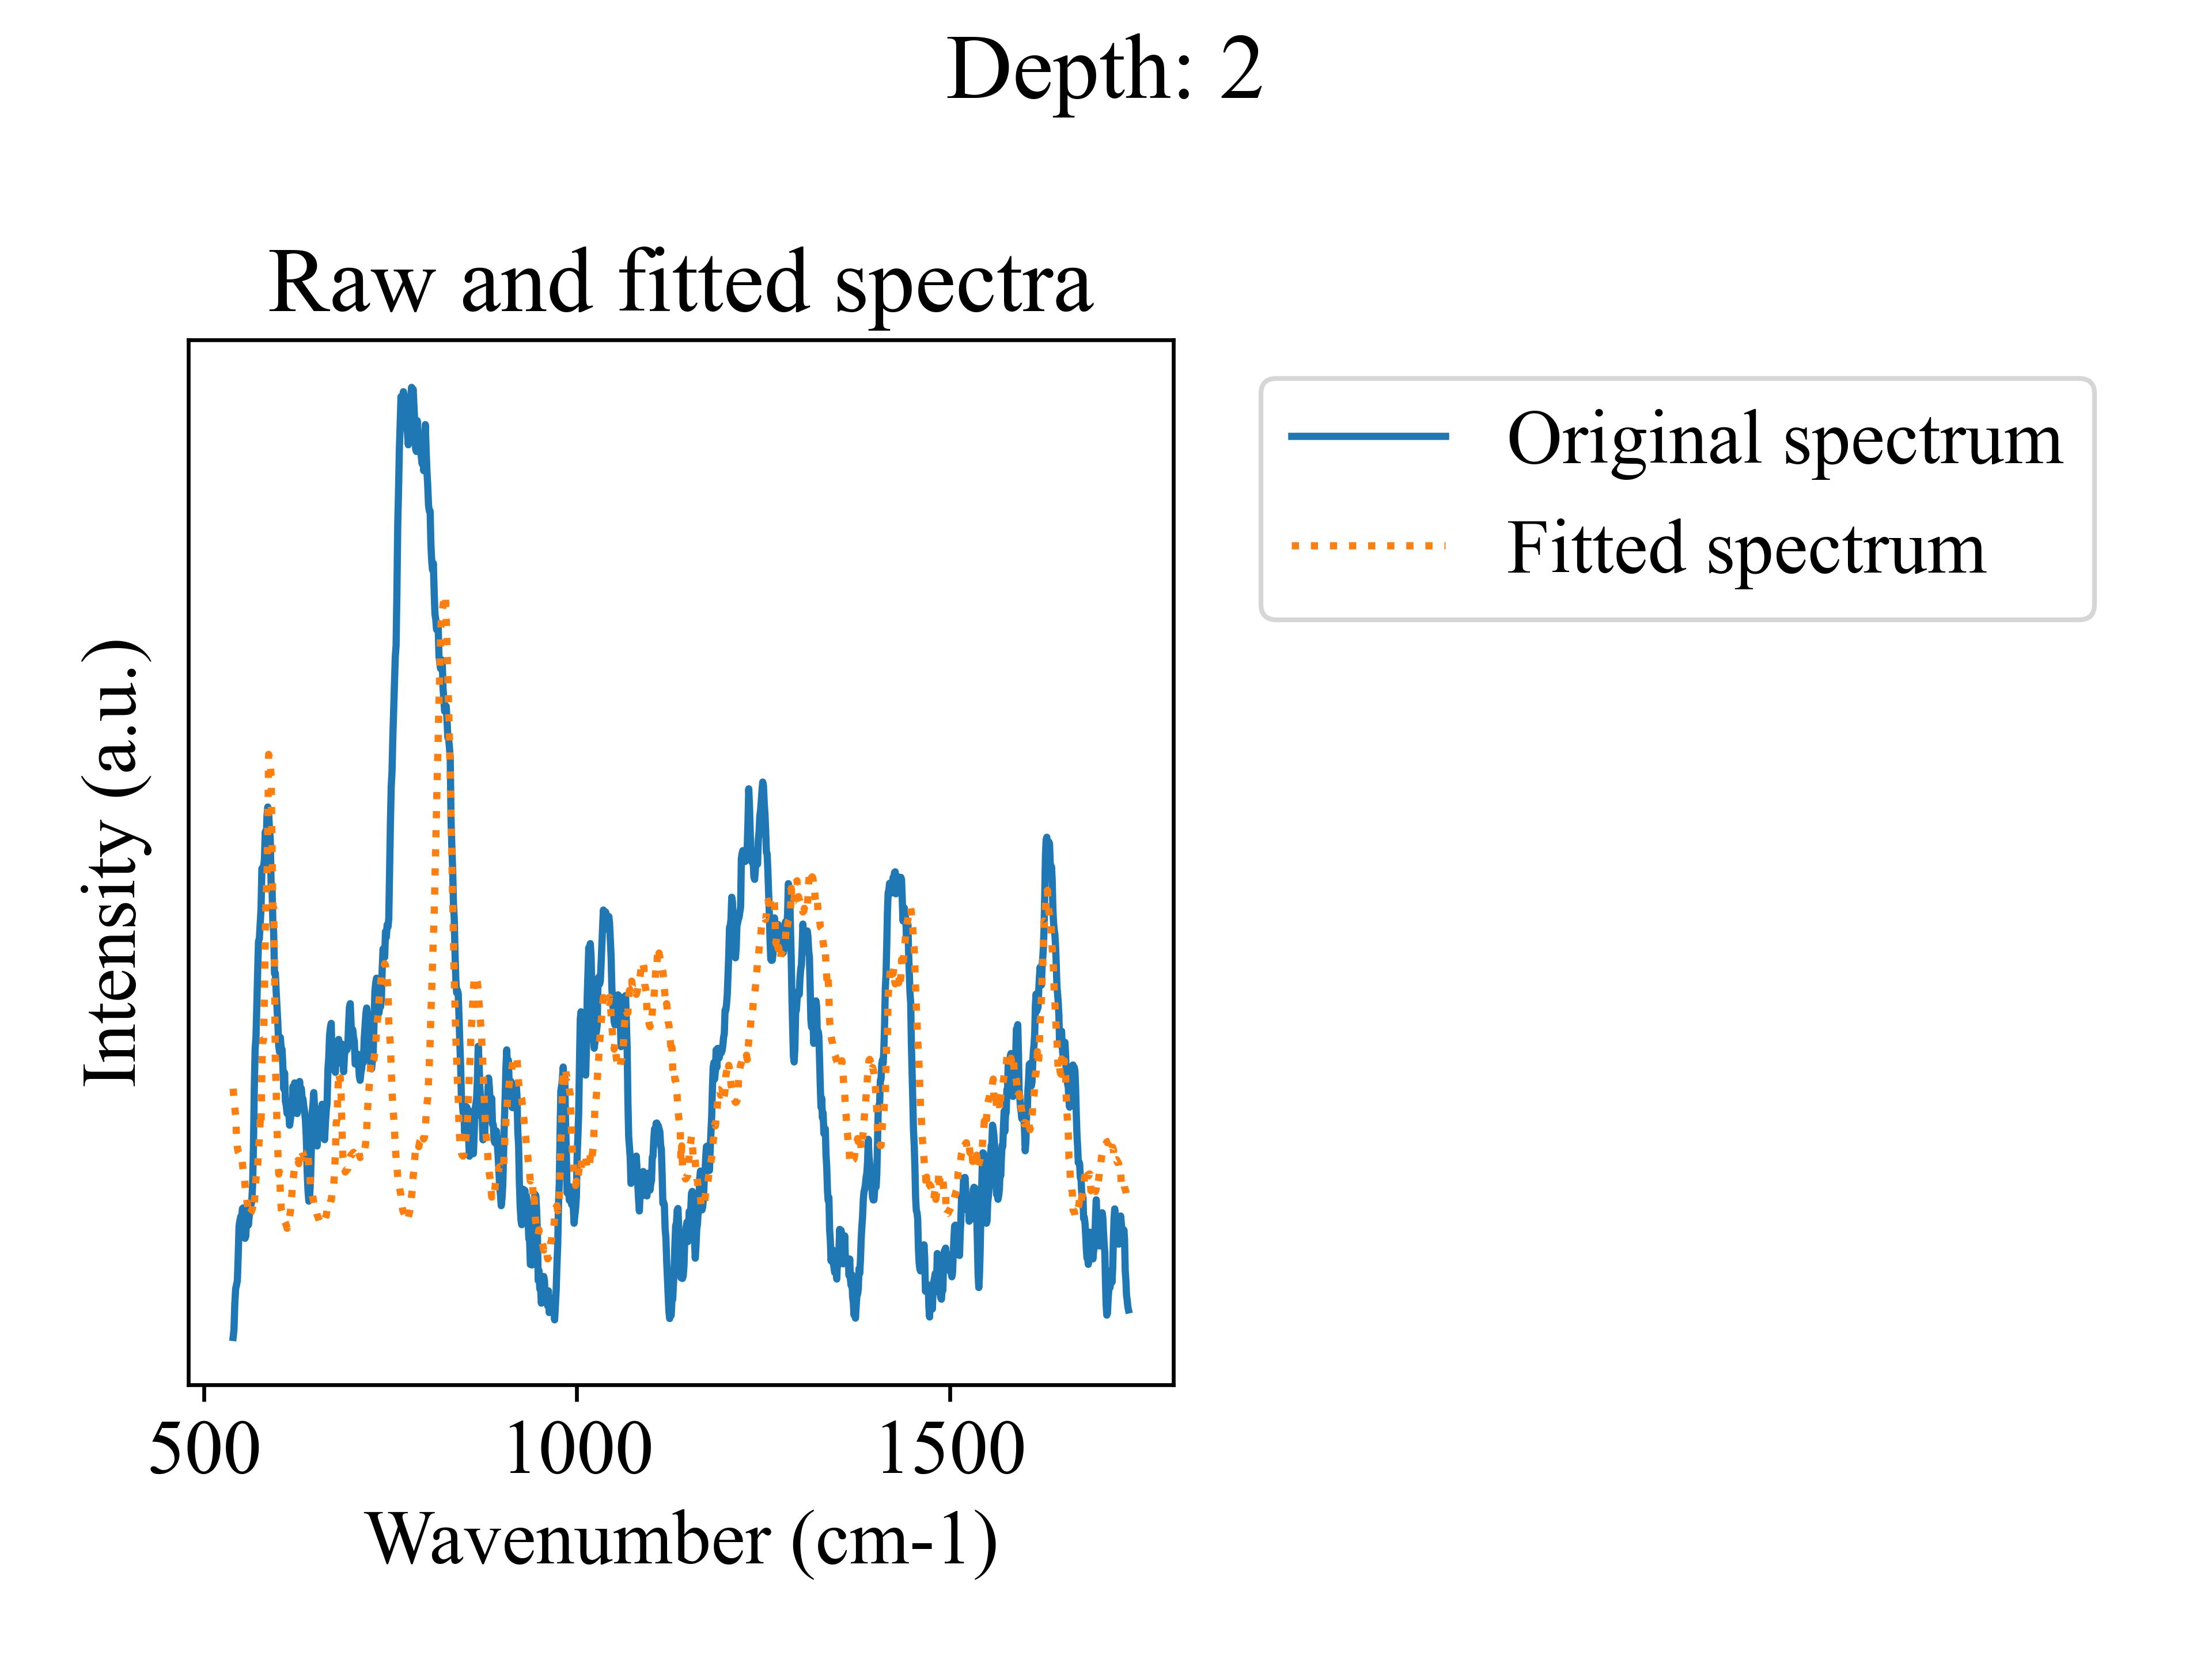 Depth: 2
Raw and fitted spectra
Original spectrum
Fitted spectrum
Intensity (a.u.)
500 1000 1500
Wavenumber (cm-1)